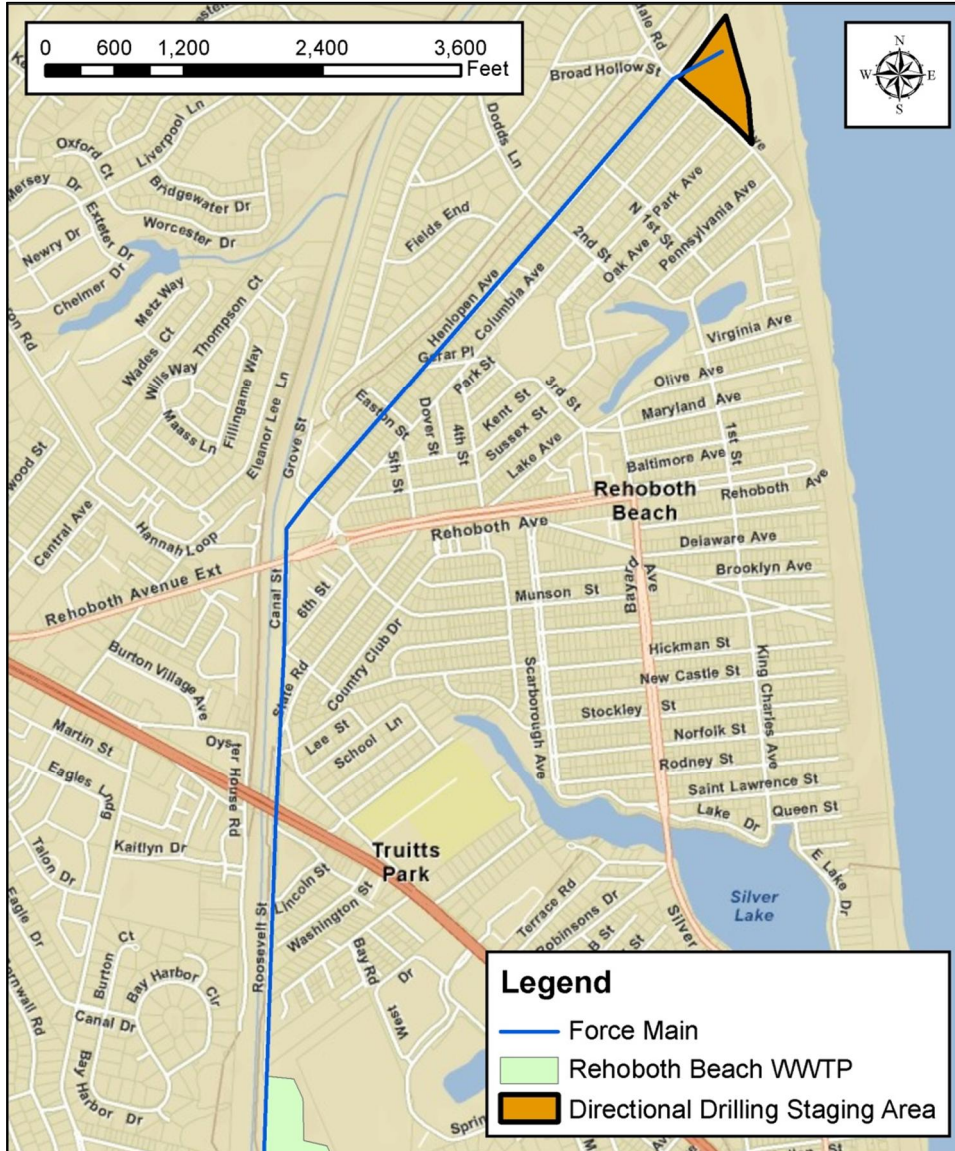 0 600 1,200 2,400 3,600
Feet
N
W E
S
Broad Hollow St
Liverpool Ln
Oxford Ct
Mersey Dr
Bridgewater Dr
Exeter Dr
Worcester Dr
Newry Dr
Chelmer Dr
Dodds Ln
Fields End
Park Ave
N 1st St
Pennsylvania Ave
2nd St
Oak Ave
Metz Way
Thompson Ct
Wades Ct
Wills Way
Fillingame Way
Maass Ln
Eleanor Lee Ln
Grove St
Henlopen Ave
Columbia Ave
Gerar Pl
Park St
Easton St
Dover St
4th St
5th St
Kent St
Sussex St
3rd St
Lake Ave
Virginia Ave
Olive Ave
Maryland Ave
1st St
Baltimore Ave
Rehoboth Ave
Rehoboth
Beach
Central Ave
Hannah Loop
Rehoboth Ave
Delaware Ave
Brooklyn Ave
Rehoboth Avenue Ext
Canal St
6th St
Munson St
Bayard Ave
Country Club Dr
State Rd
Burton Village Ave
Hickman St
New Castle St
King Charles Ave
Scarborough Ave
Stockley St
Norfolk St
Rodney St
Saint Lawrence St
Lake Dr
Queen St
E Lake Dr
Martin St
Oyster House Rd
Lee St
School Ln
Eagles Lndg
Kaitlyn Dr
Talon Dr
Eagle Dr
Truitts
Park
Lincoln St
Washington St
Roosevelt St
Bay Rd
West Dr
Terrace Rd
Robinsons Dr
B St
Silver
Silver
Lake
Burton Ct
Bay Harbor Cir
Canal Dr
Bay Harbor Dr
Legend
Force Main
Rehoboth Beach WWTP
Directional Drilling Staging Area